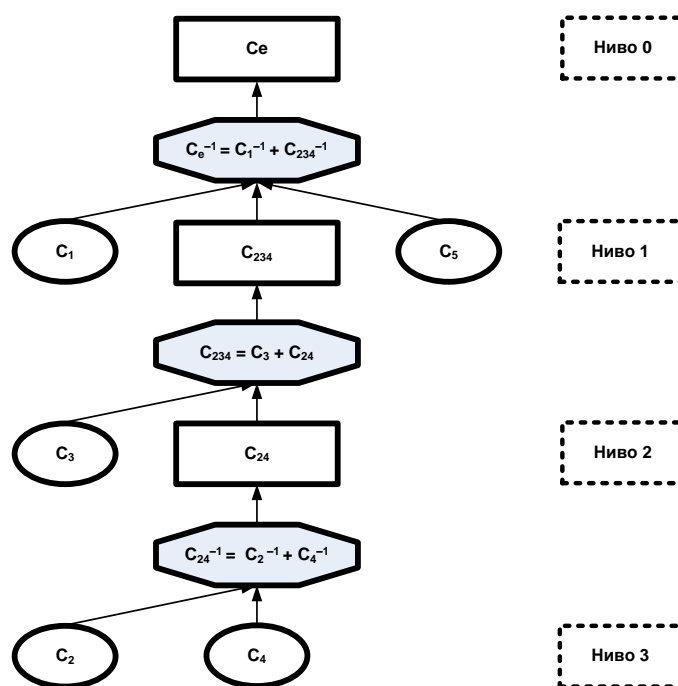 Ce
Ниво 0
Cₑ⁻¹ = C₁⁻¹ + C₂₃₄⁻¹
C₁
C₂₃₄
C₅
Ниво 1
C₂₃₄ = C₃ + C₂₄
C₃
C₂₄
Ниво 2
C₂₄⁻¹ = C₂⁻¹ + C₄⁻¹
C₂
C₄
Ниво 3